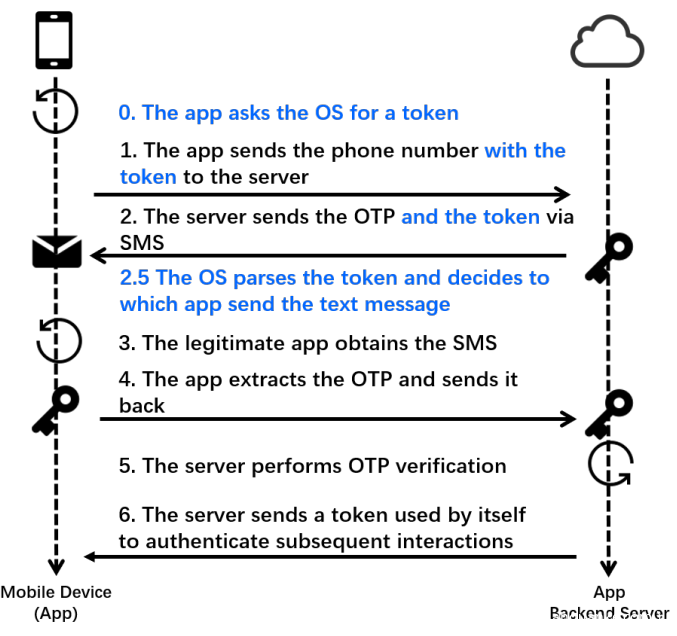 0. The app asks the OS for a token
1. The app sends the phone number with the
token to the server
2. The server sends the OTP and the token via
SMS
2.5 The OS parses the token and decides to
which app send the text message
3. The legitimate app obtains the SMS
4. The app extracts the OTP and sends it
back
5. The server performs OTP verification
6. The server sends a token used by itself
to authenticate subsequent interactions
Mobile Device
(App)
App
Backend Server